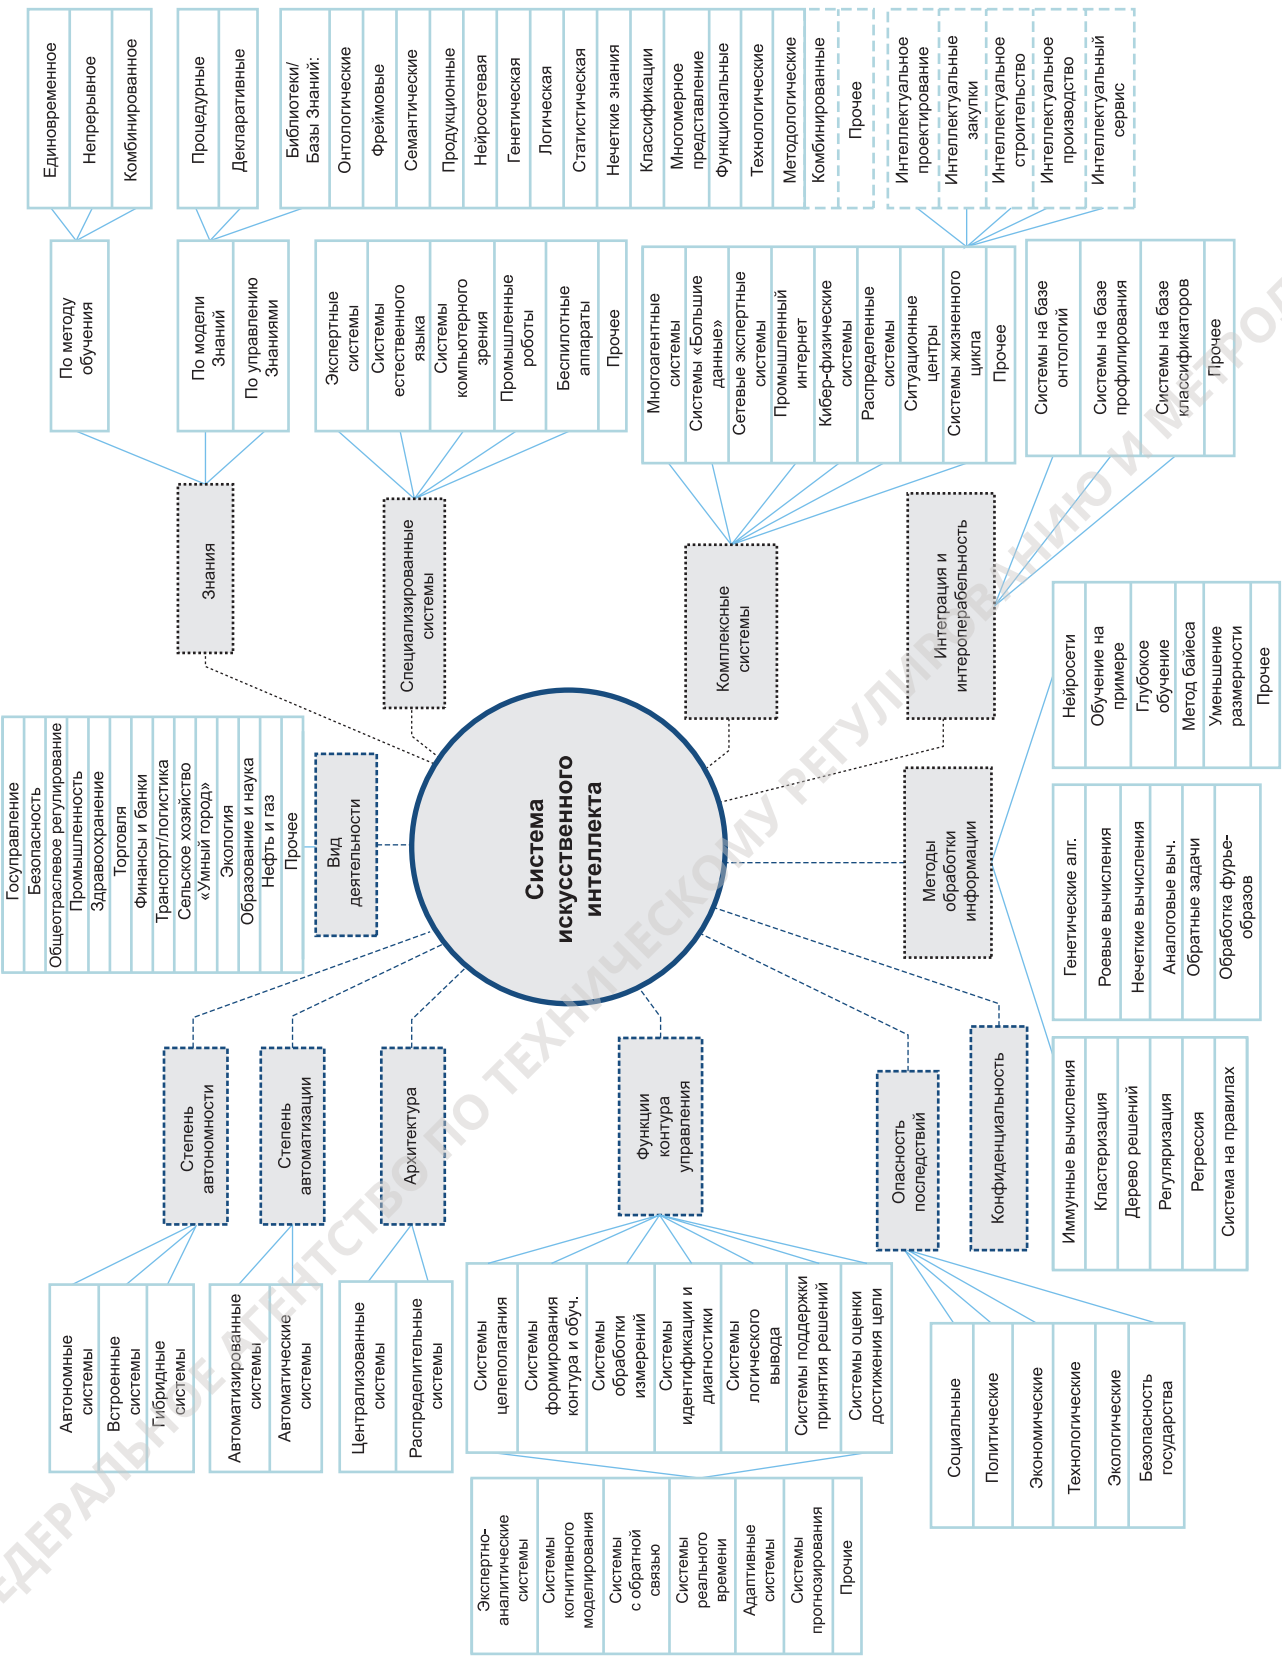 Система
искусственного
интеллекта
Вид
деятельности
Госуправление
Безопасность
Общеотраслевое регулирование
Промышленность
Здравоохранение
Торговля
Финансы и банки
Транспорт/логистика
Сельское хозяйство
«Умный город»
Экология
Образование и наука
Нефть и газ
Прочее
Знания
По методу
обучения
Единовременное
Непрерывное
Комбинированное
По модели
Знаний
По управлению
Знаниями
Процедурные
Декларативные
Библиотеки/
Базы Знаний:
Онтологические
Фреймовые
Семантические
Продукционные
Нейросетевая
Генетическая
Логическая
Статистическая
Нечеткие знания
Классификации
Многомерное
представление
Функциональные
Технологические
Методологические
Комбинированные
Прочее
Специализированные
системы
Экспертные
системы
Системы
естественного
языка
Системы
компьютерного
зрения
Промышленные
роботы
Беспилотные
аппараты
Прочее
Комплексные
системы
Многоагентные
системы
Системы «Большие
данные»
Сетевые экспертные
системы
Промышленный
интернет
Кибер-физические
системы
Распределенные
системы
Ситуационные
центры
Системы жизненного
цикла
Прочее
Интеллектуальное
проектирование
Интеллектуальные
закупки
Интеллектуальное
строительство
Интеллектуальное
производство
Интеллектуальный
сервис
Интеграция и
интероперабельность
Системы на базе
онтологий
Системы на базе
профилирования
Системы на базе
классификаторов
Прочее
Методы
обработки
информации
Нейросети
Обучение на
примере
Глубокое
обучение
Метод байеса
Уменьшение
размерности
Прочее
Генетические алг.
Роевые вычисления
Нечеткие вычисления
Аналоговые выч.
Обратные задачи
Обработка фурье-
образов
Иммунные вычисления
Кластеризация
Дерево решений
Регуляризация
Регрессия
Система на правилах
Степень
автономности
Автономные
системы
Встроенные
системы
Гибридные
системы
Степень
автоматизации
Автоматизированные
системы
Автоматические
системы
Архитектура
Централизованные
системы
Распределительные
системы
Функции
контура
управления
Системы
целеполагания
Системы
формирования
контура и обуч.
Системы
обработки
измерений
Системы
идентификации и
диагностики
Системы
логического
вывода
Системы поддержки
принятия решений
Системы оценки
достижения цели
Экспертно-
аналитические
системы
Системы
когнитивного
моделирования
Системы
с обратной
связью
Системы
реального
времени
Адаптивные
системы
Системы
прогнозирования
Прочие
Опасность
последствий
Социальные
Политические
Экономические
Технологические
Экологические
Безопасность
государства
Конфиденциальность
ЕДЕРАЛЬНОЕ АГЕНТСТВО ПО ТЕХНИЧЕСКОМУ РЕГУЛИРОВАНИЮ И МЕТРОЛ